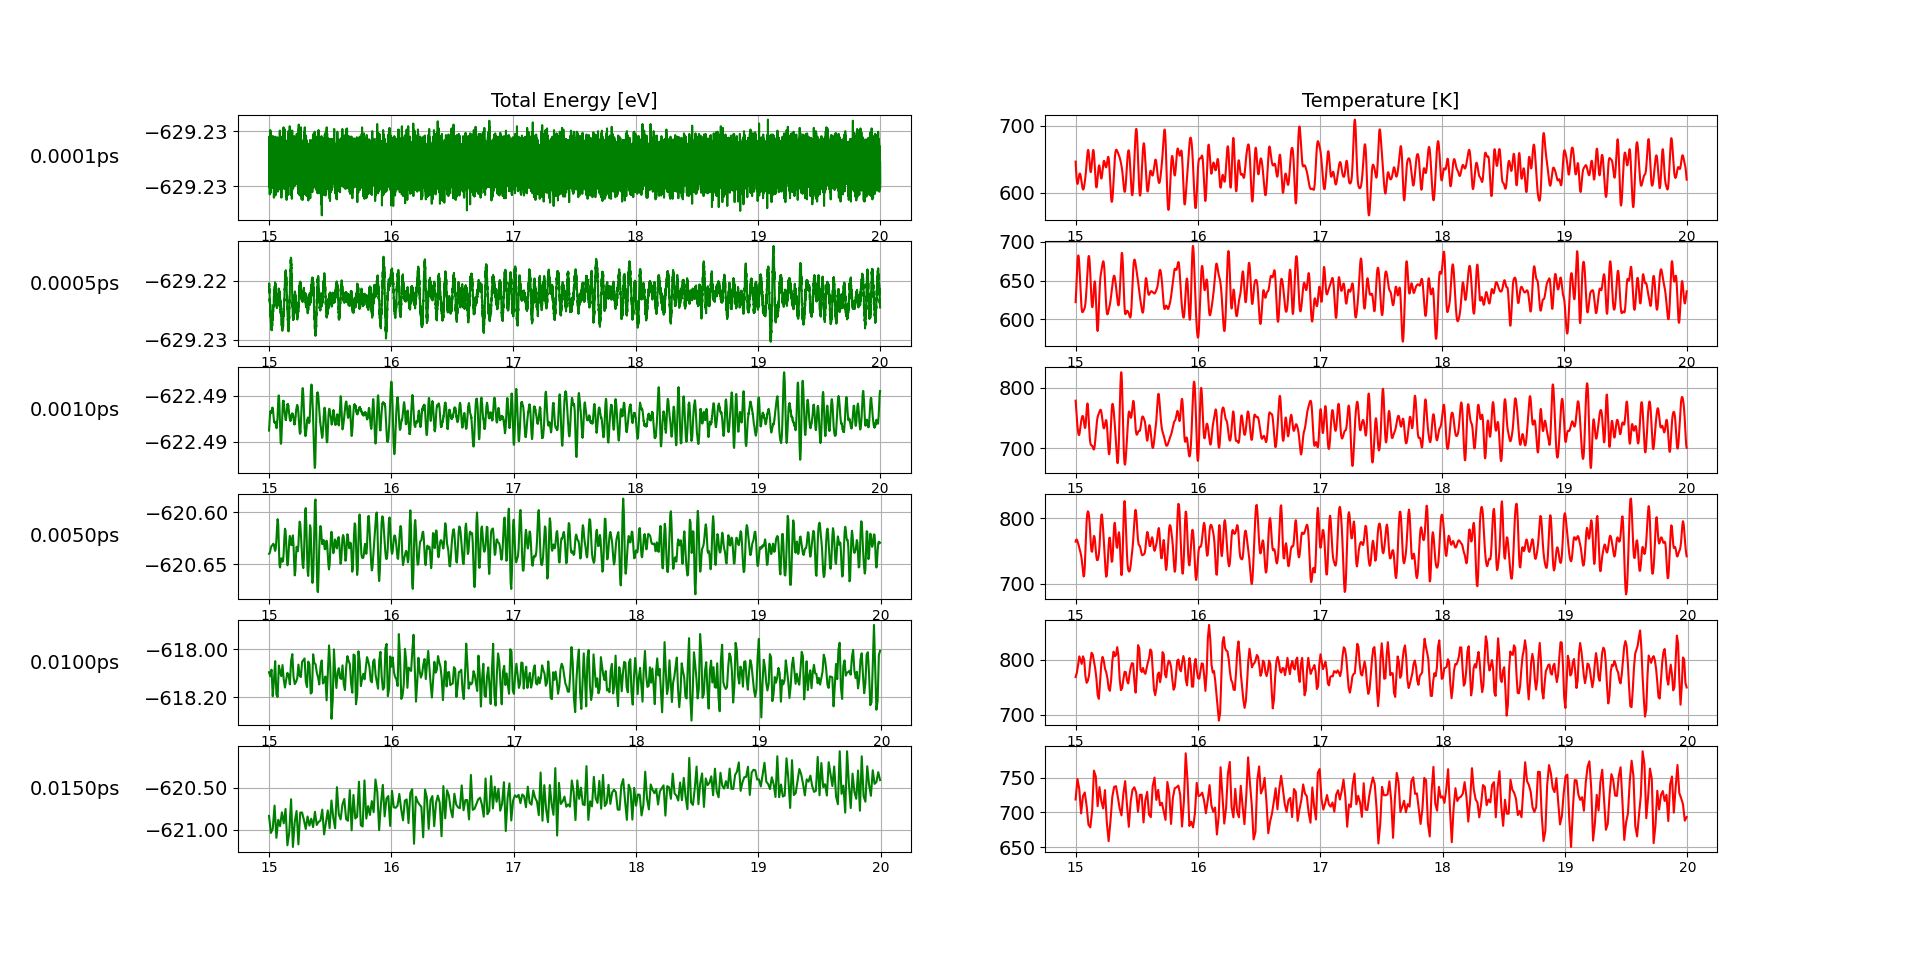 Total Energy [eV] Temperature [K]
0.0001ps
−629.23
−629.23
15 16 17 18 19 20
700
600
15 16 17 18 19 20
0.0005ps
−629.22
−629.23
15 16 17 18 19 20
700
650
600
15 16 17 18 19 20
0.0010ps
−622.49
−622.49
15 16 17 18 19 20
800
700
15 16 17 18 19 20
0.0050ps
−620.60
−620.65
15 16 17 18 19 20
800
700
15 16 17 18 19 20
0.0100ps
−618.00
−618.20
15 16 17 18 19 20
800
700
15 16 17 18 19 20
0.0150ps
−620.50
−621.00
15 16 17 18 19 20
750
700
650
15 16 17 18 19 20